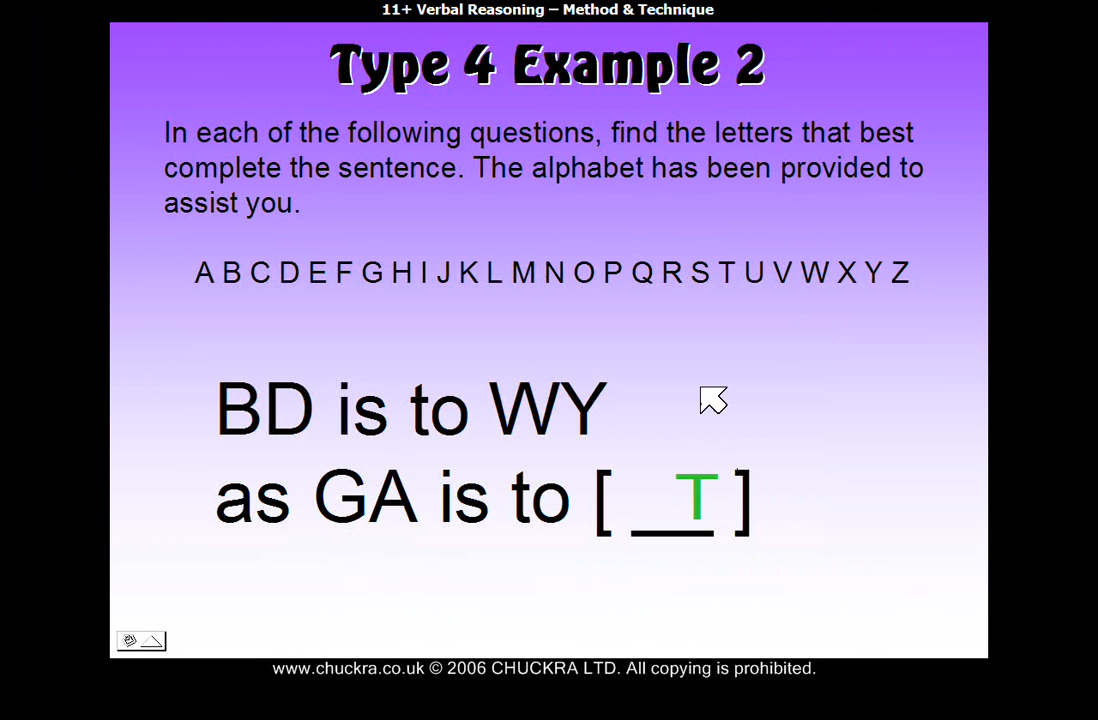 11+ Verbal Reasoning – Method & Technique
Type 4 Example 2
In each of the following questions, find the letters that best
complete the sentence. The alphabet has been provided to
assist you.
A B C D E F G H I J K L M N O P Q R S T U V W X Y Z
BD is to WY
as GA is to [ __T ]
www.chuckra.co.uk © 2006 CHUCKRA LTD. All copying is prohibited.